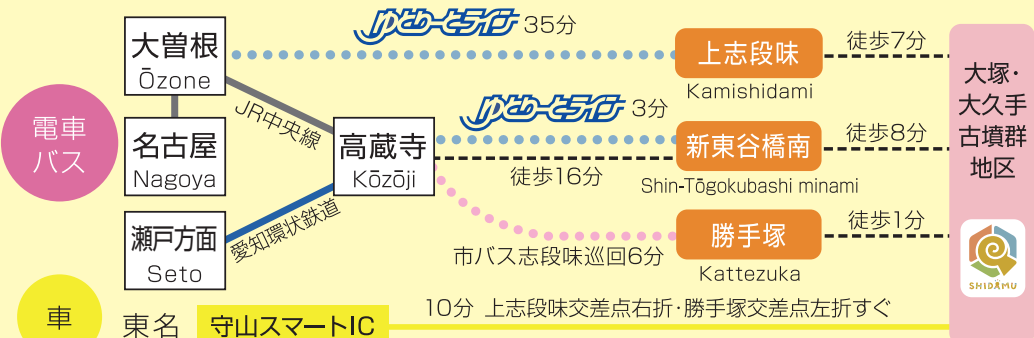 電車
バス
大曽根
Ōzone
名古屋
Nagoya
瀬戸方面
Seto
JR中央線
愛知環状鉄道
高蔵寺
Kōzōji
ゆとりーとライン 35分
上志段味
Kamishidami
徒歩7分
ゆとりーとライン 3分
徒歩16分
新東谷橋南
Shin-Tōgokubashi minami
徒歩8分
市バス志段味巡回6分
勝手塚
Kattezuka
徒歩1分
大塚・
大久手
古墳群
地区
SHIDAMU
車
東名 守山スマートIC
10分 上志段味交差点右折・勝手塚交差点左折すぐ